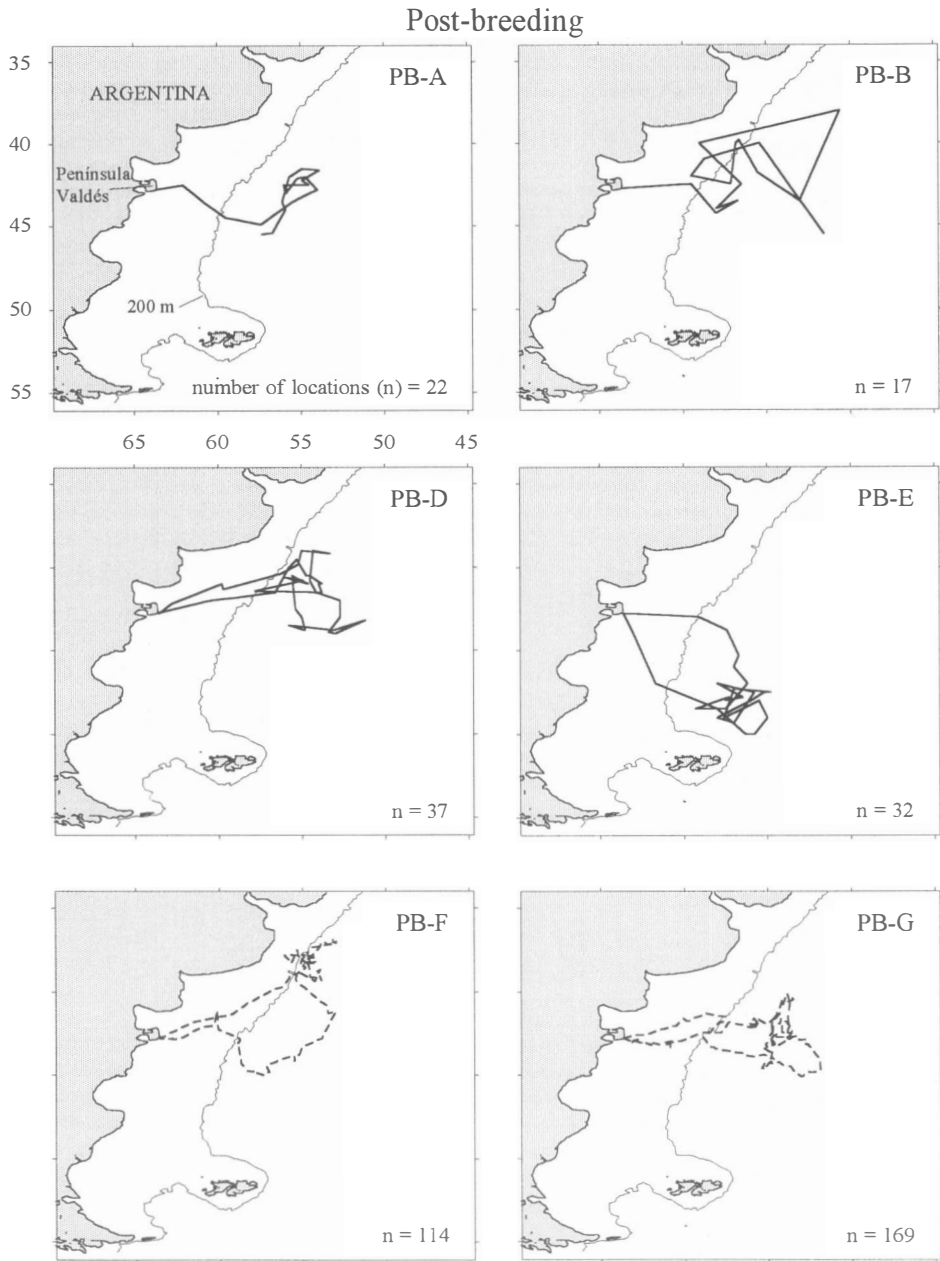 Post-breeding
35
40
45
50
55
ARGENTINA
PB-A
Península
Valdés
200 m
number of locations (n) = 22
65
60
55
50
45
PB-B
n = 17
PB-D
n = 37
PB-E
n = 32
PB-F
n = 114
PB-G
n = 169